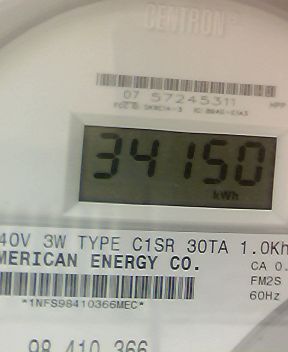 CENTRON®
07 57245311
34150
kWh
40V 3W TYPE C1SR 30TA 1.0Kh
MERICAN ENERGY CO.
CA 0.
FM2S
*1NFS98410366MEC*
60Hz
98 410 366